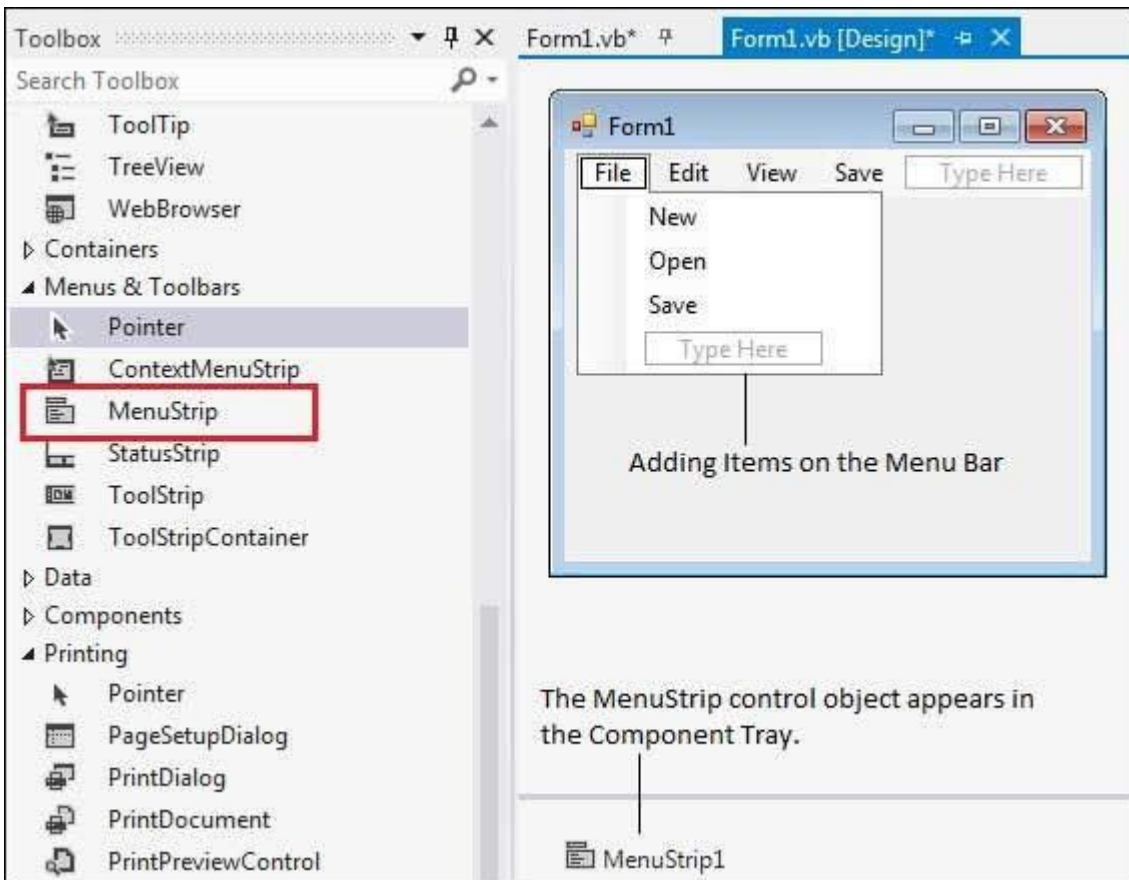 Toolbox
Search Toolbox
ToolTip
TreeView
WebBrowser
Containers
Menus & Toolbars
Pointer
ContextMenuStrip
MenuStrip
StatusStrip
ToolStrip
ToolStripContainer
Data
Components
Printing
Pointer
PageSetupDialog
PrintDialog
PrintDocument
PrintPreviewControl
Form1.vb* Form1.vb [Design]*
Form1
File Edit View Save Type Here
New
Open
Save
Type Here
Adding Items on the Menu Bar
The MenuStrip control object appears in
the Component Tray.
MenuStrip1